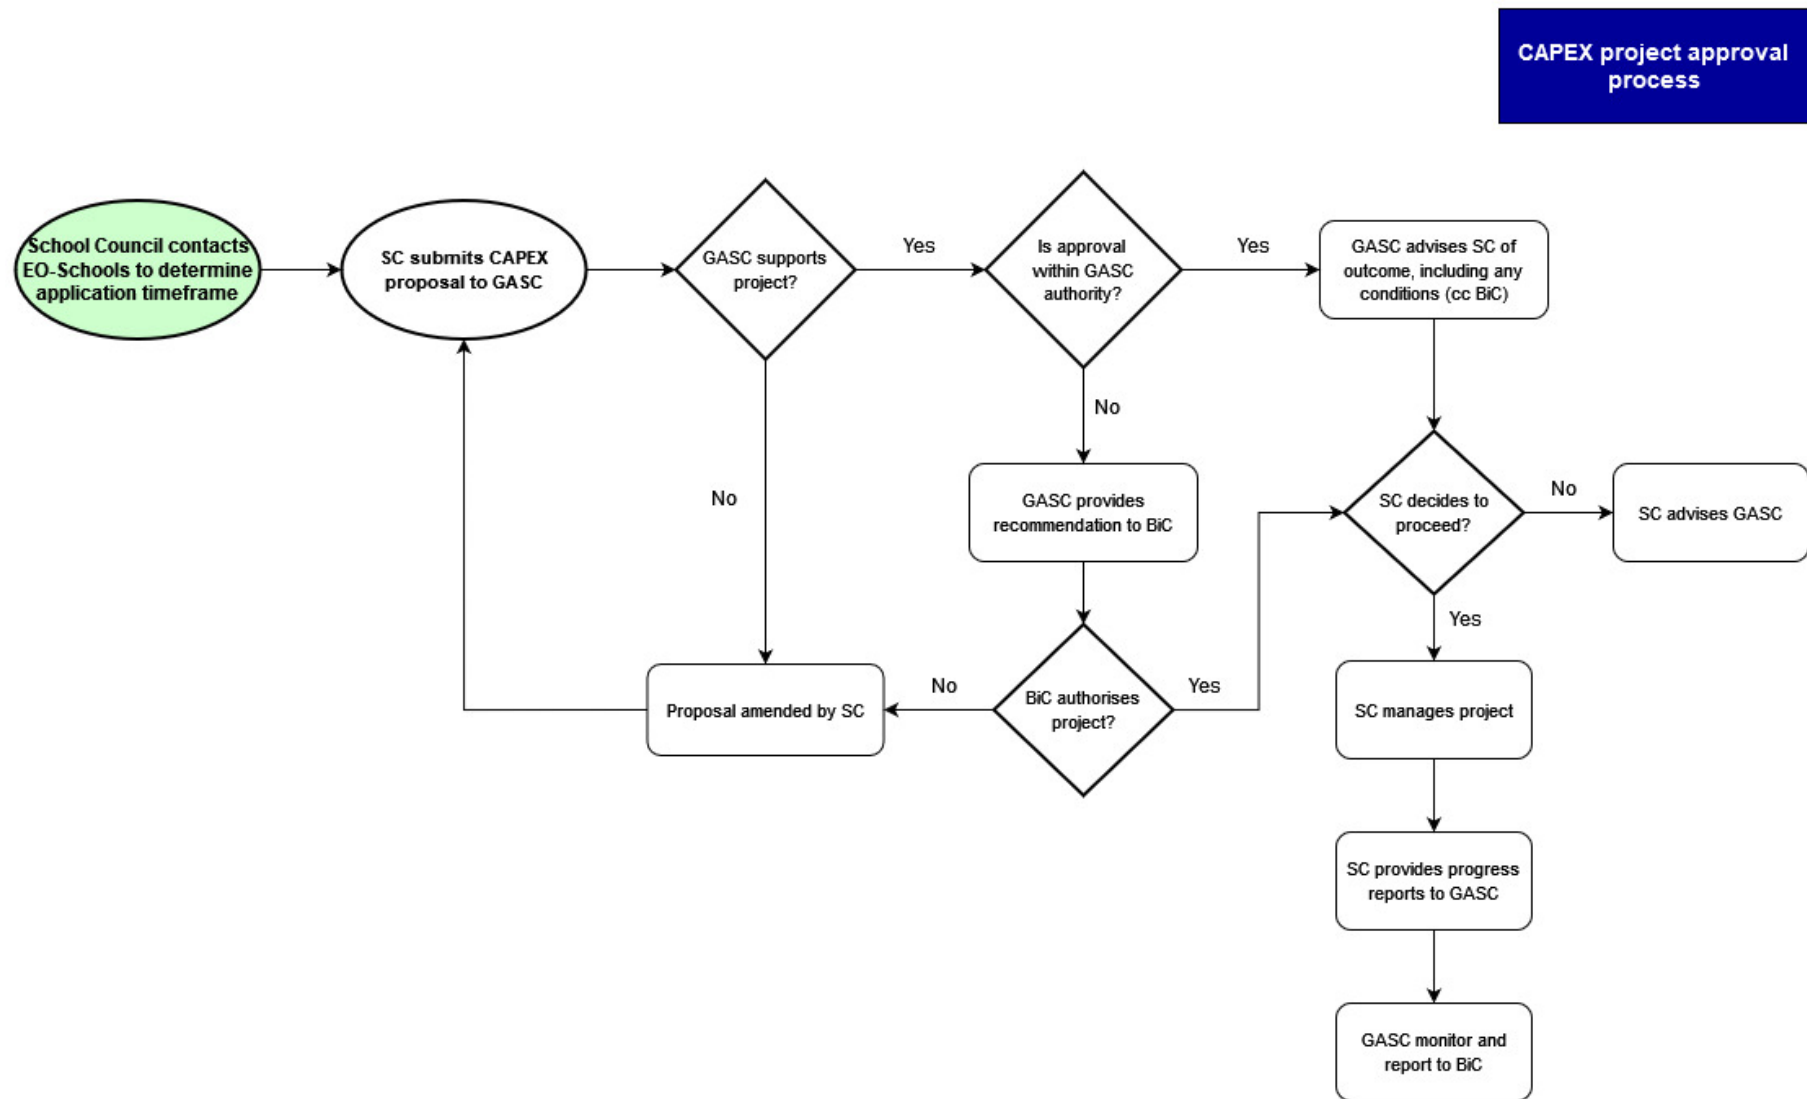 CAPEX project approval
process
School Council contacts
EO-Schools to determine
application timeframe
SC submits CAPEX
proposal to GASC
GASC supports
project?
Yes
Is approval
within GASC
authority?
Yes
GASC advises SC of
outcome, including any
conditions (cc BiC)
No
No
GASC provides
recommendation to BiC
SC decides to
proceed?
No
SC advises GASC
Yes
Proposal amended by SC
No
BiC authorises
project?
Yes
SC manages project
SC provides progress
reports to GASC
GASC monitor and
report to BiC